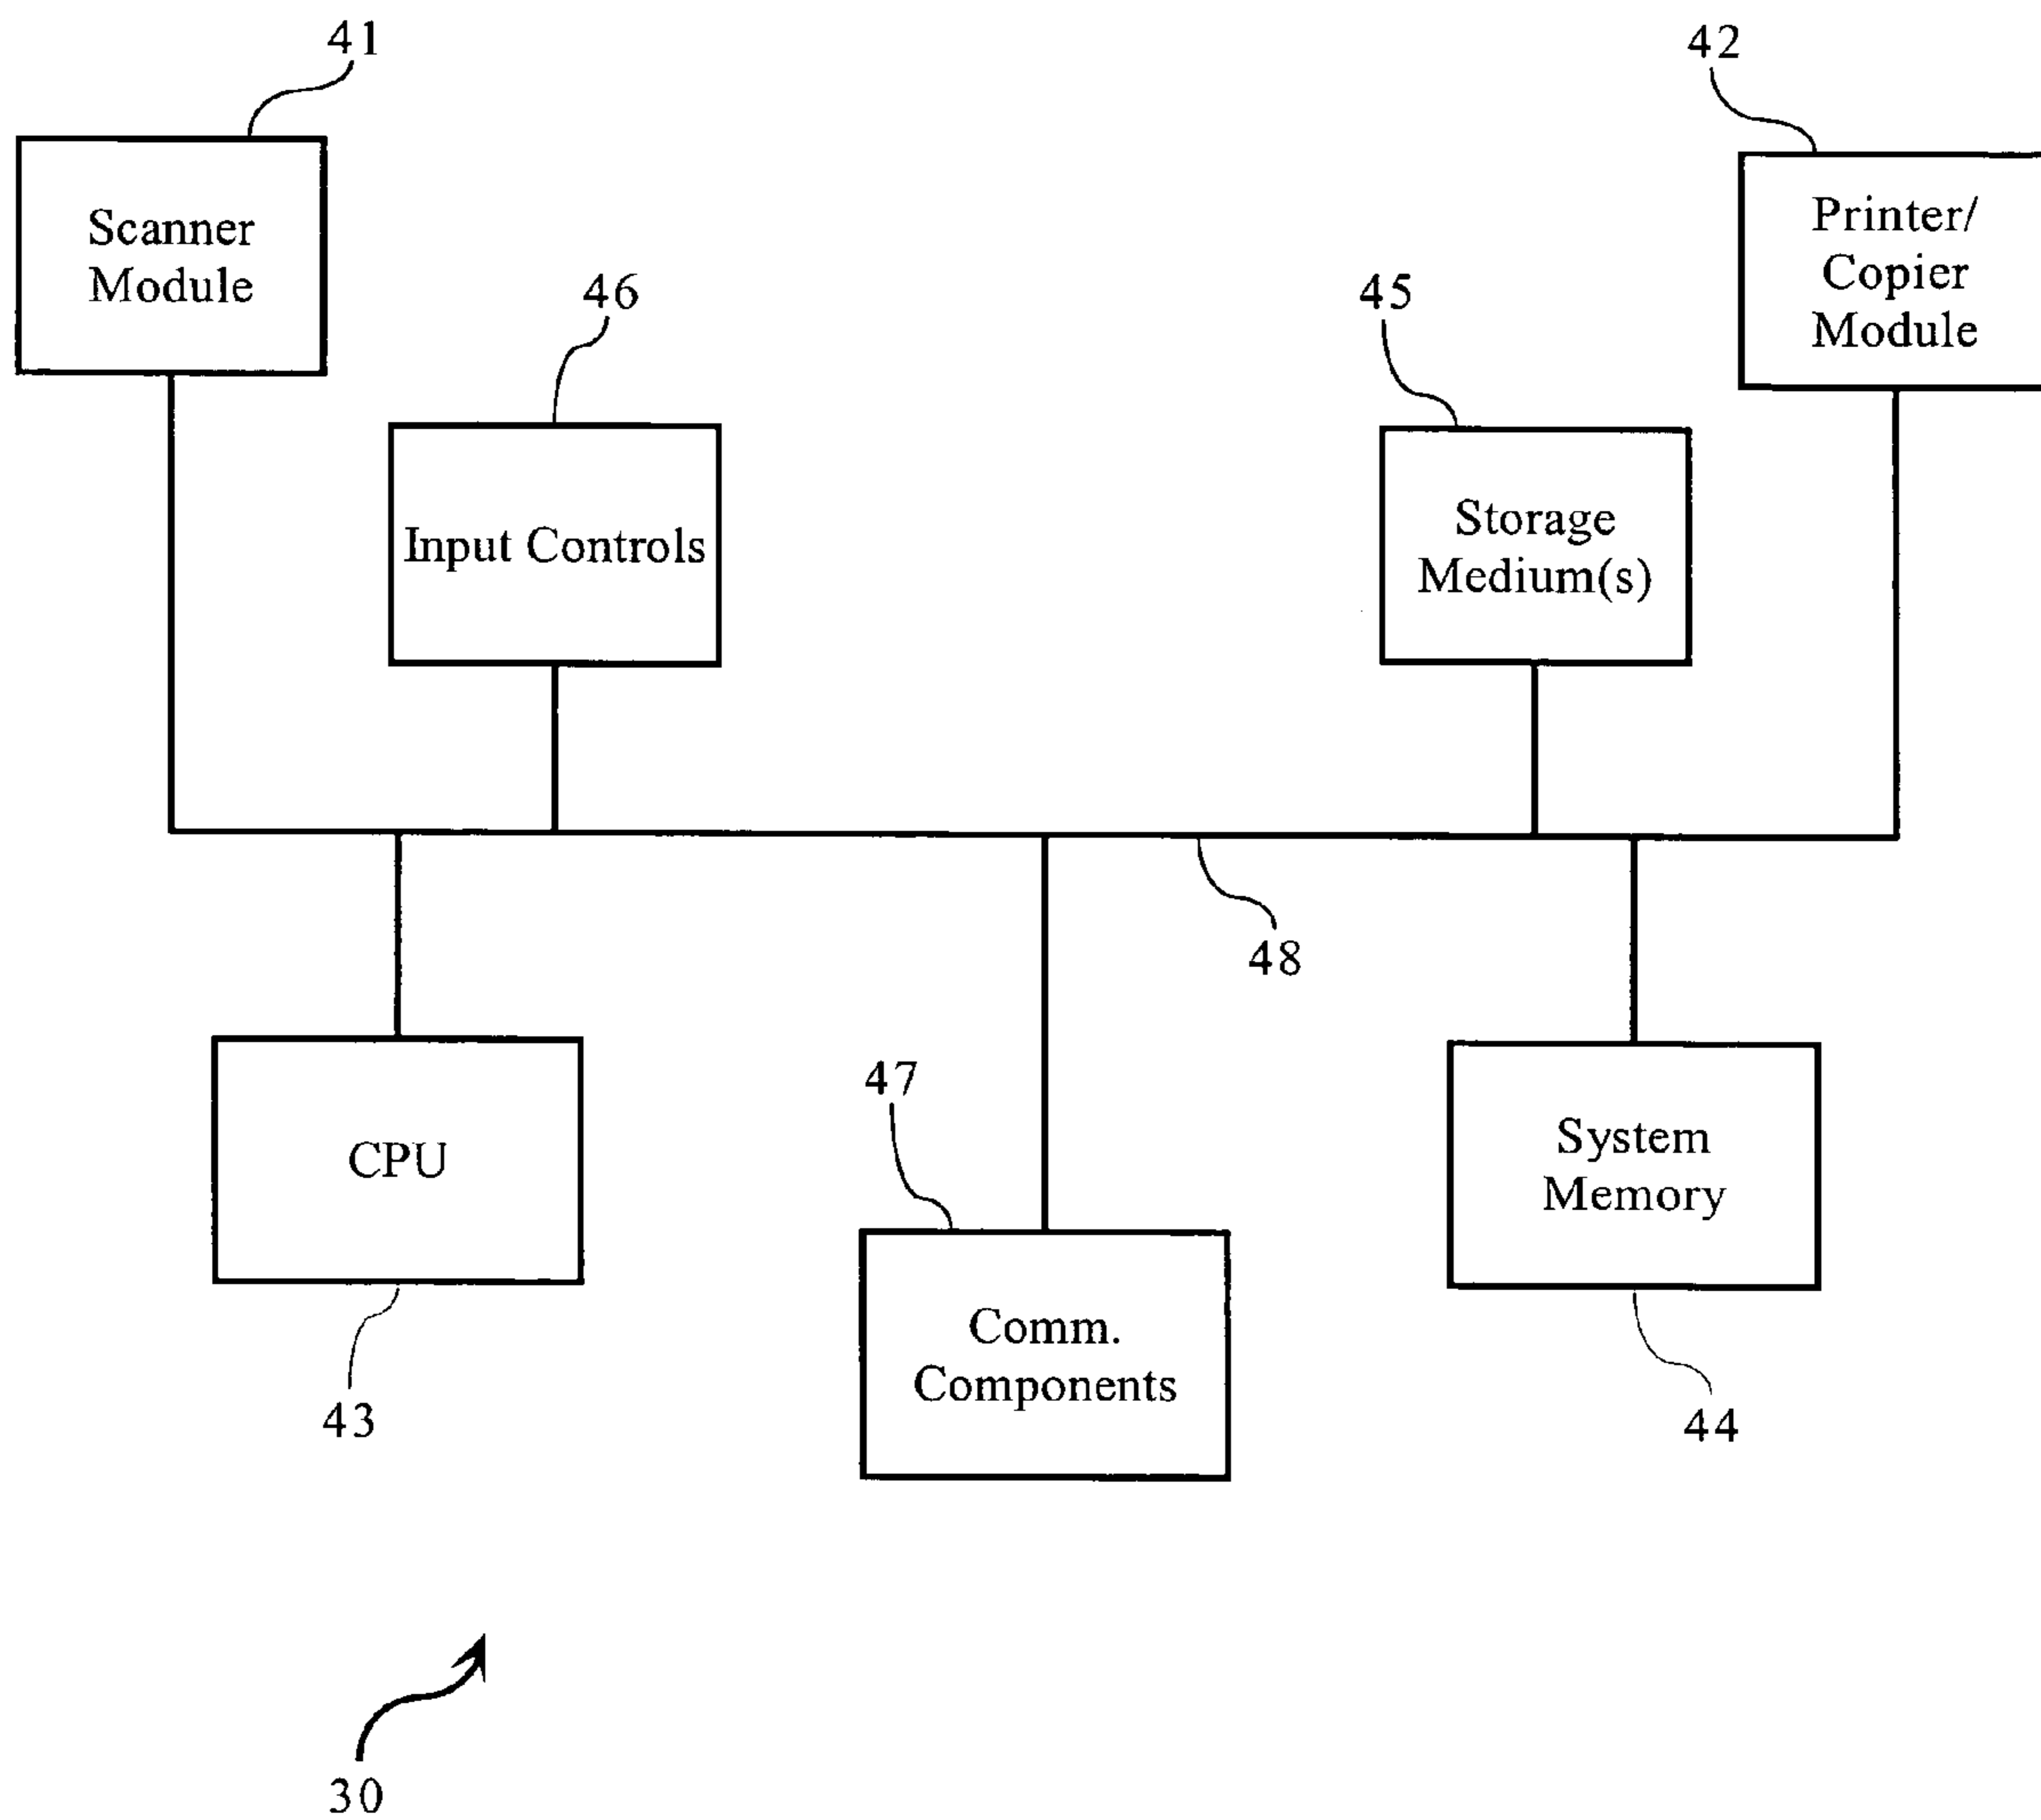 41
42
Scanner
Module
Printer/
Copier
Module
46
45
Input Controls
Storage
Medium(s)
48
47
CPU
System
Memory
Comm.
Components
43
44
30